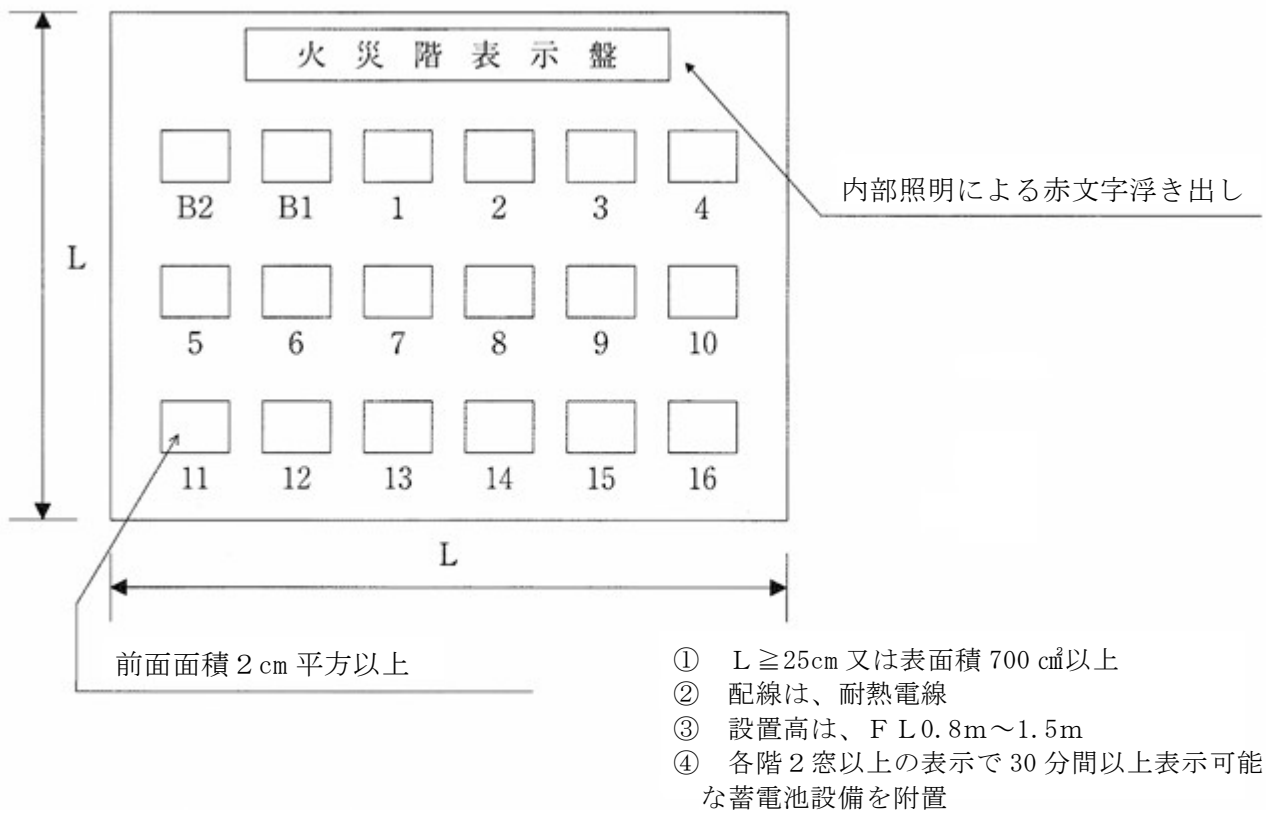 火災階表示盤
内部照明による赤文字浮き出し
B2 B1 1 2 3 4
L
5 6 7 8 9 10
11 12 13 14 15 16
L
前面面積２㎝平方以上
① Ｌ≧25㎝又は表面積700㎠以上
② 配線は、耐熱電線
③ 設置高は、ＦＬ0.8ｍ～1.5ｍ
④ 各階２窓以上の表示で30分間以上表示可能
な蓄電池設備を附置